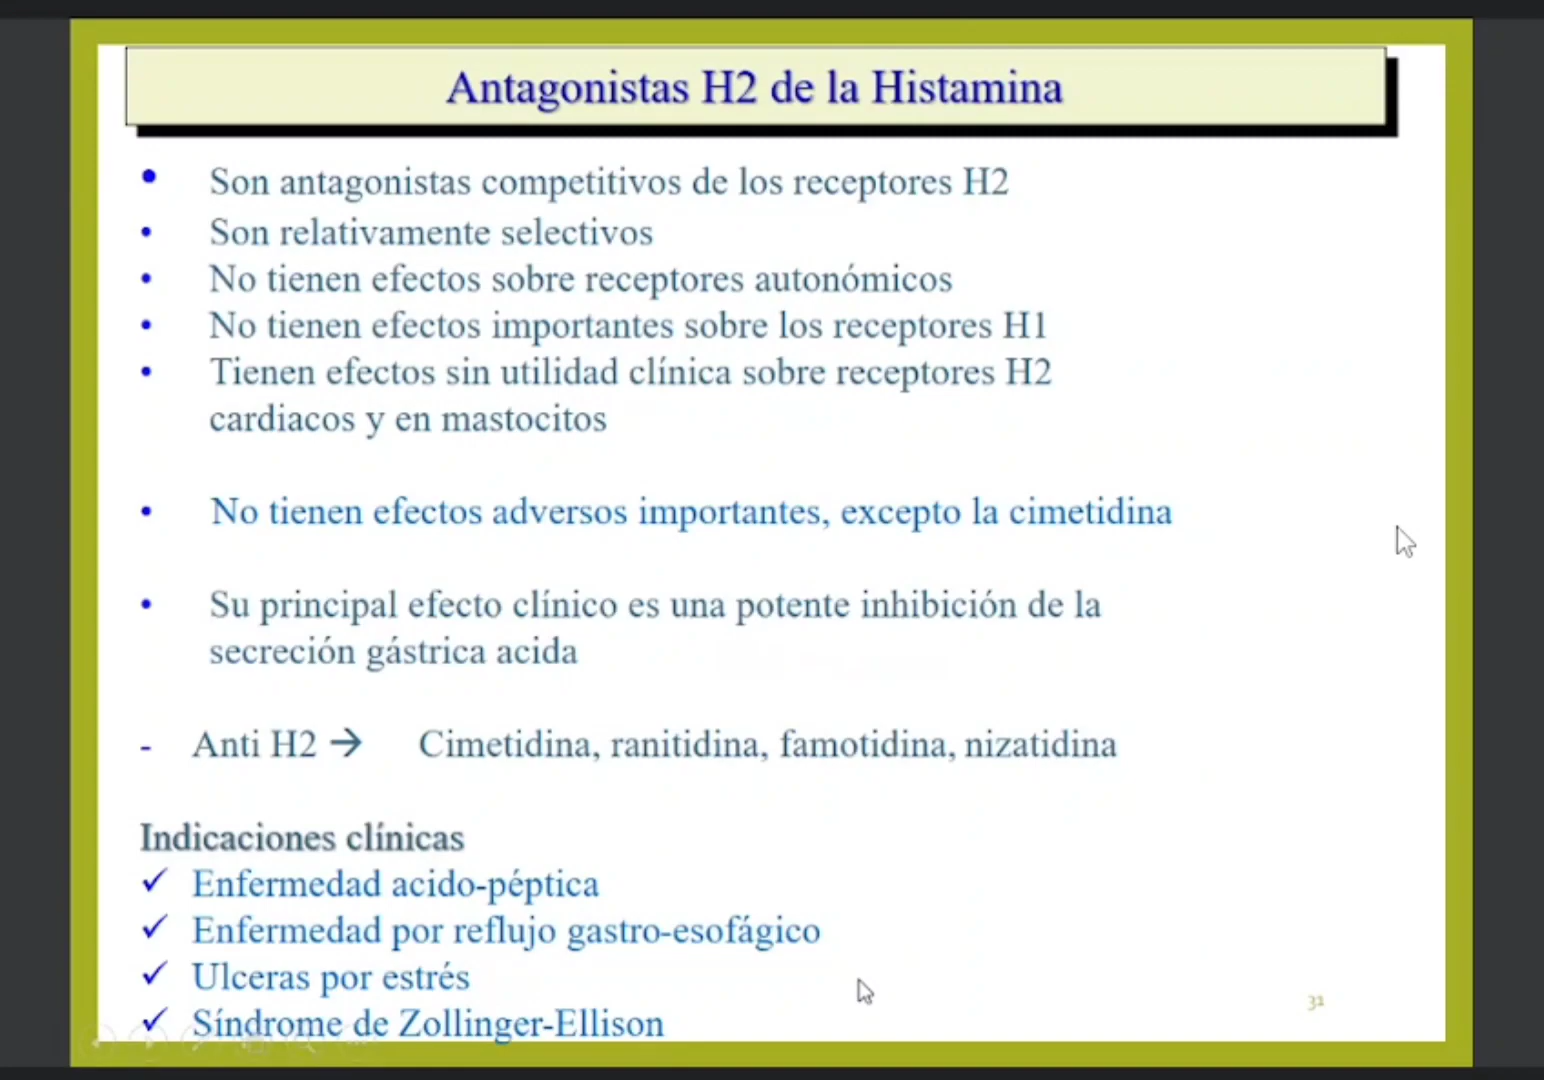 Antagonistas H2 de la Histamina
• Son antagonistas competitivos de los receptores H2
• Son relativamente selectivos
• No tienen efectos sobre receptores autonómicos
• No tienen efectos importantes sobre los receptores H1
• Tienen efectos sin utilidad clínica sobre receptores H2
cardiacos y en mastocitos
• No tienen efectos adversos importantes, excepto la cimetidina
• Su principal efecto clínico es una potente inhibición de la
secreción gástrica acida
- Anti H2 → Cimetidina, ranitidina, famotidina, nizatidina
Indicaciones clínicas
✓ Enfermedad acido-péptica
✓ Enfermedad por reflujo gastro-esofágico
✓ Ulceras por estrés
✓ Síndrome de Zollinger-Ellison
31